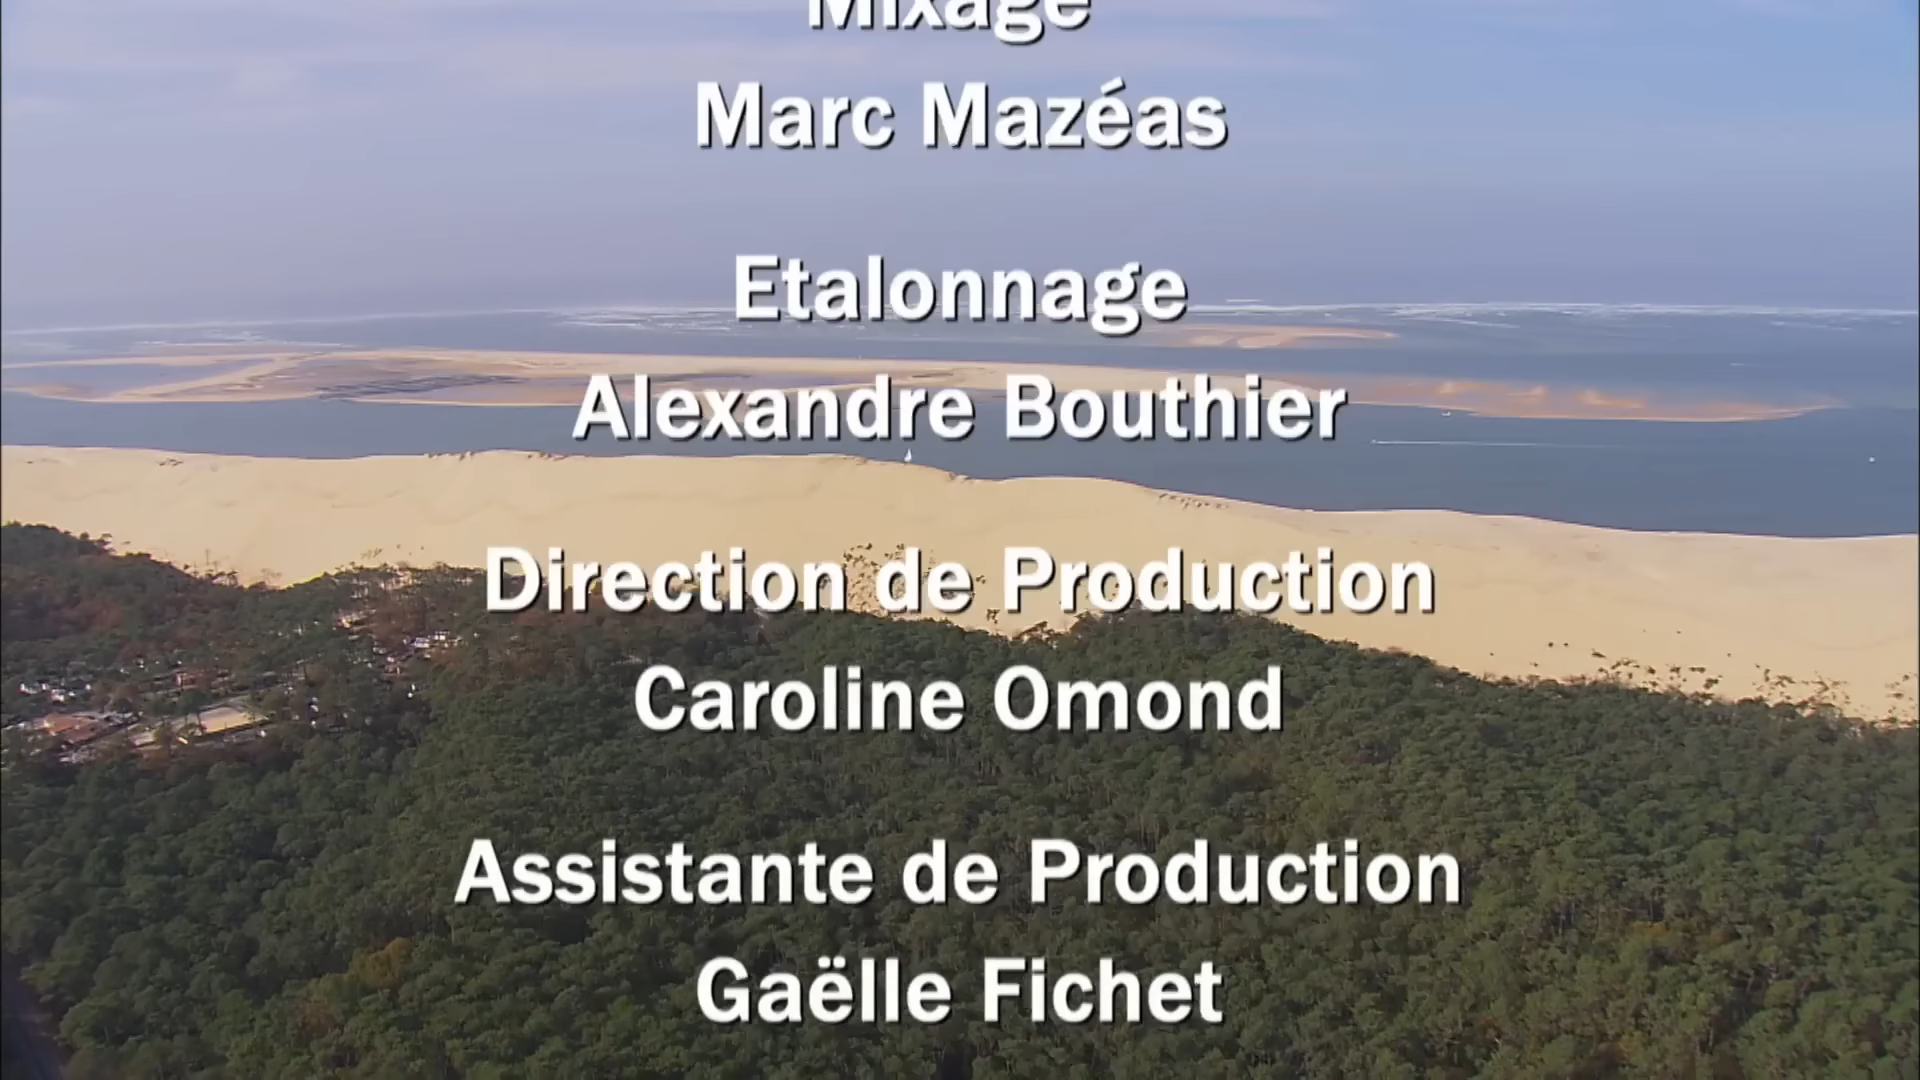 Mixage
Marc Mazéas
Etalonnage
Alexandre Bouthier
Direction de Production
Caroline Omond
Assistante de Production
Gaëlle Fichet